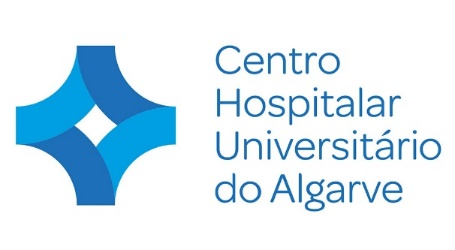 Centro
Hospitalar
Universitário
do Algarve